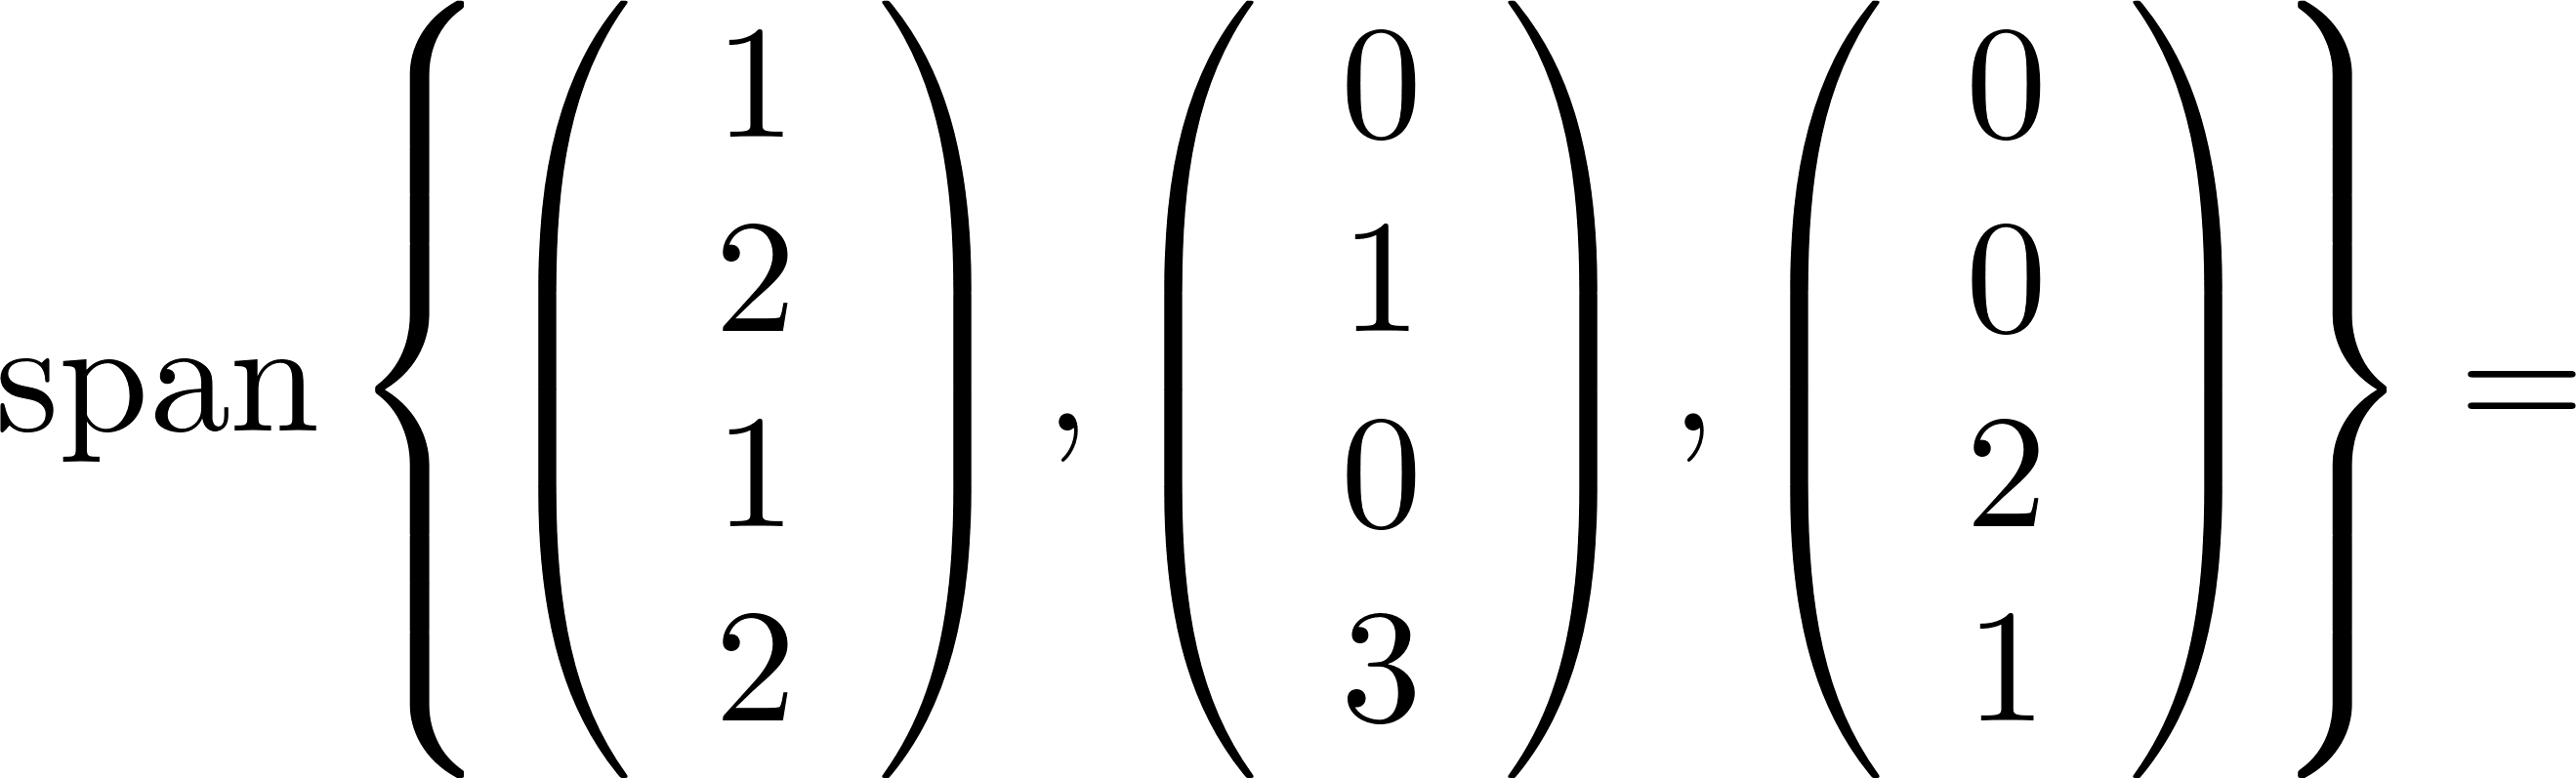 span { ( 1 2 1 2 ) , ( 0 1 0 3 ) , ( 0 0 2 1 ) } =